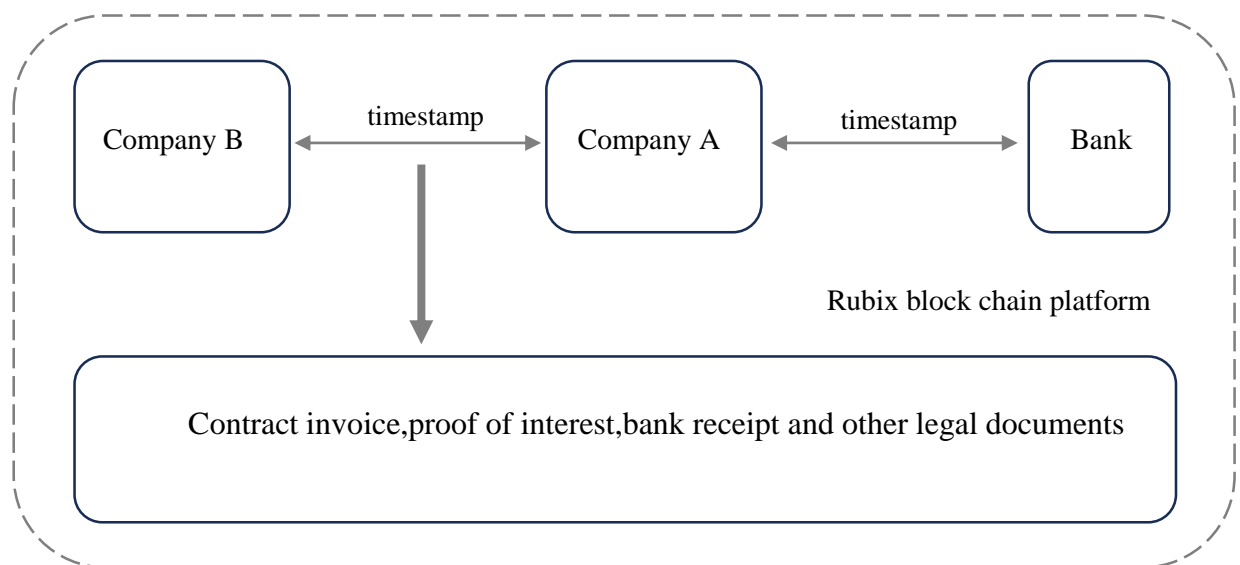 timestamp
timestamp
Company B
Company A
Bank
Rubix block chain platform
Contract invoice,proof of interest,bank receipt and other legal documents